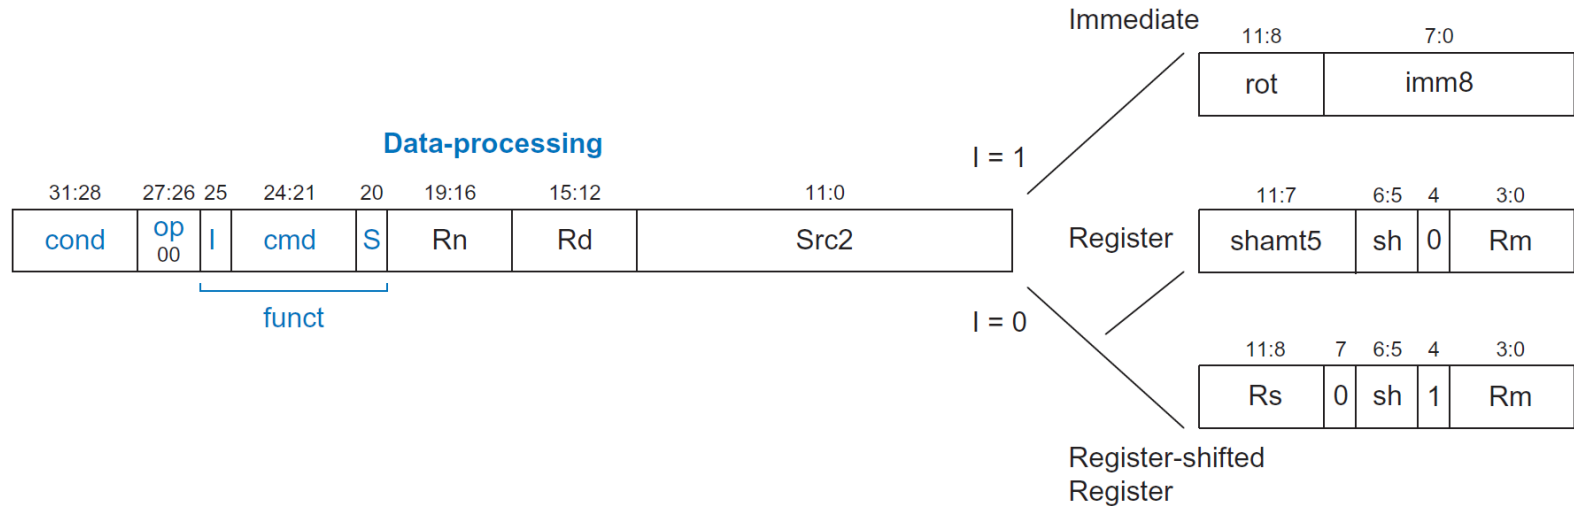 Immediate
11:8 7:0
rot imm8
Data-processing
I = 1
31:28 27:26 25 24:21 20 19:16 15:12 11:0
cond op 00 I cmd S Rn Rd Src2
funct
I = 0
11:7 6:5 4 3:0
Register shamt5 sh 0 Rm
11:8 7 6:5 4 3:0
Rs 0 sh 1 Rm
Register-shifted
Register